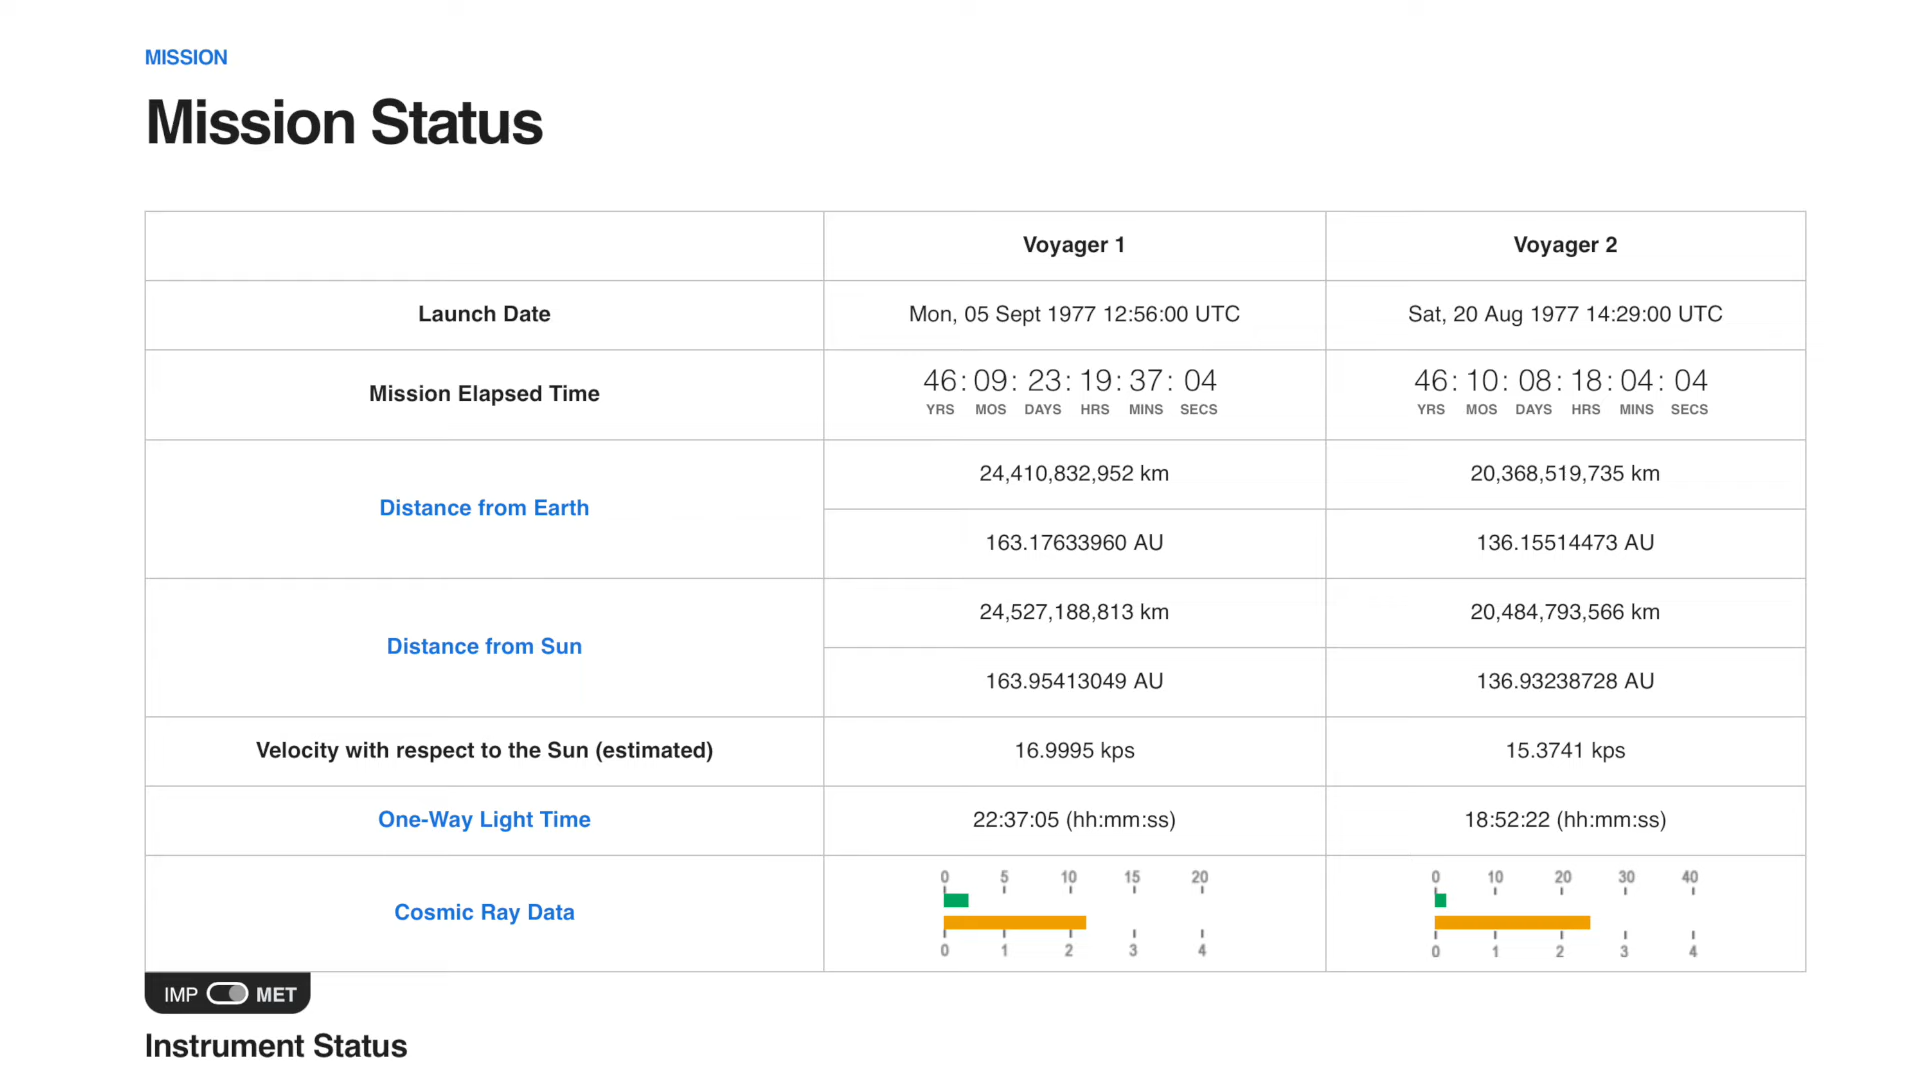 MISSION
Mission Status
Voyager 1 Voyager 2
Launch Date Mon, 05 Sept 1977 12:56:00 UTC Sat, 20 Aug 1977 14:29:00 UTC
Mission Elapsed Time 46: 09: 23: 19: 37: 04 46: 10: 08: 18: 04: 04
YRS MOS DAYS HRS MINS SECS YRS MOS DAYS HRS MINS SECS
Distance from Earth
24,410,832,952 km 20,368,519,735 km
163.17633960 AU 136.15514473 AU
Distance from Sun
24,527,188,813 km 20,484,793,566 km
163.95413049 AU 136.93238728 AU
Velocity with respect to the Sun (estimated) 16.9995 kps 15.3741 kps
One-Way Light Time 22:37:05 (hh:mm:ss) 18:52:22 (hh:mm:ss)
Cosmic Ray Data
0 5 10 15 20 0 10 20 30 40
0 1 2 3 4 0 1 2 3 4
IMP MET
Instrument Status